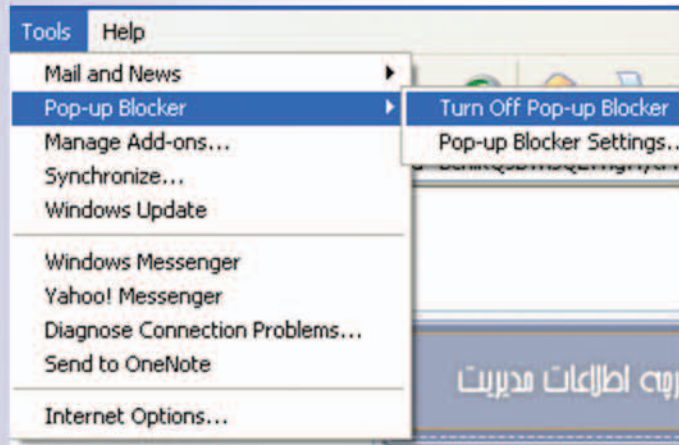 Tools Help
Mail and News
Pop-up Blocker
Turn Off Pop-up Blocker
Manage Add-ons...
Pop-up Blocker Settings..
Synchronize...
Windows Update
Windows Messenger
Yahoo! Messenger
Diagnose Connection Problems...
Send to OneNote
اطلاعات مدیریت
Internet Options...